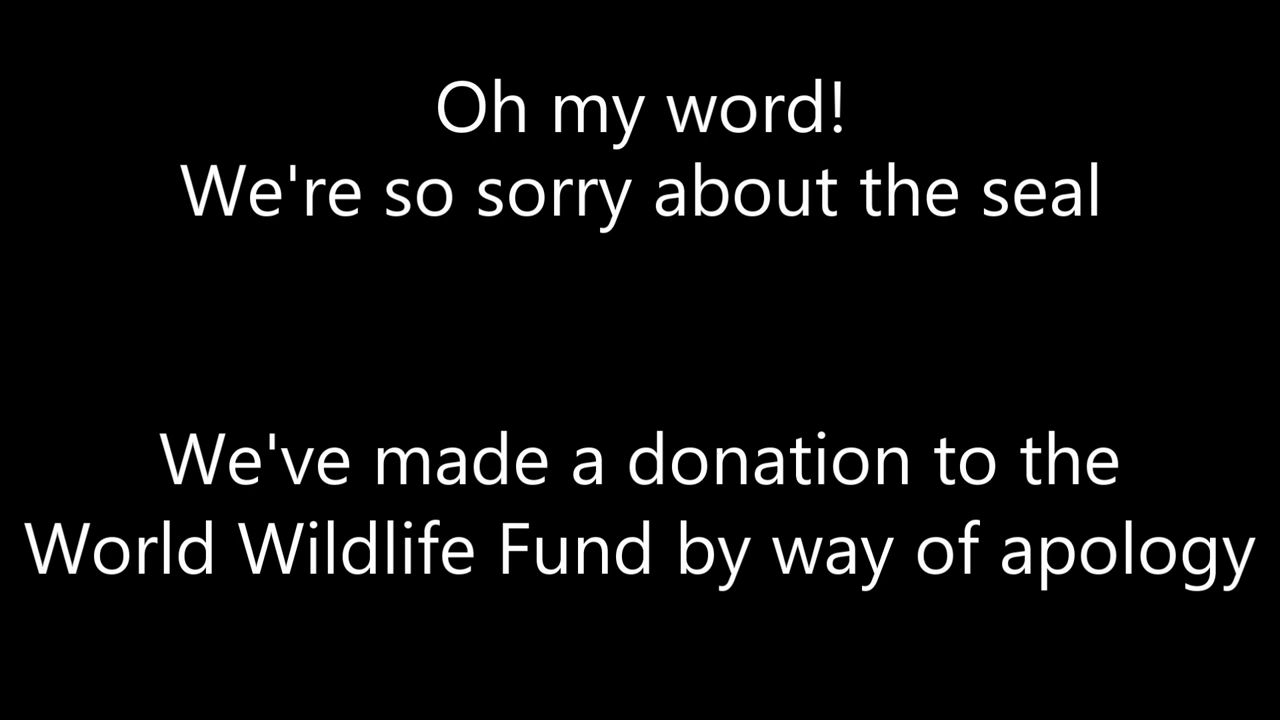 Oh my word!
We're so sorry about the seal
We've made a donation to the
World Wildlife Fund by way of apology